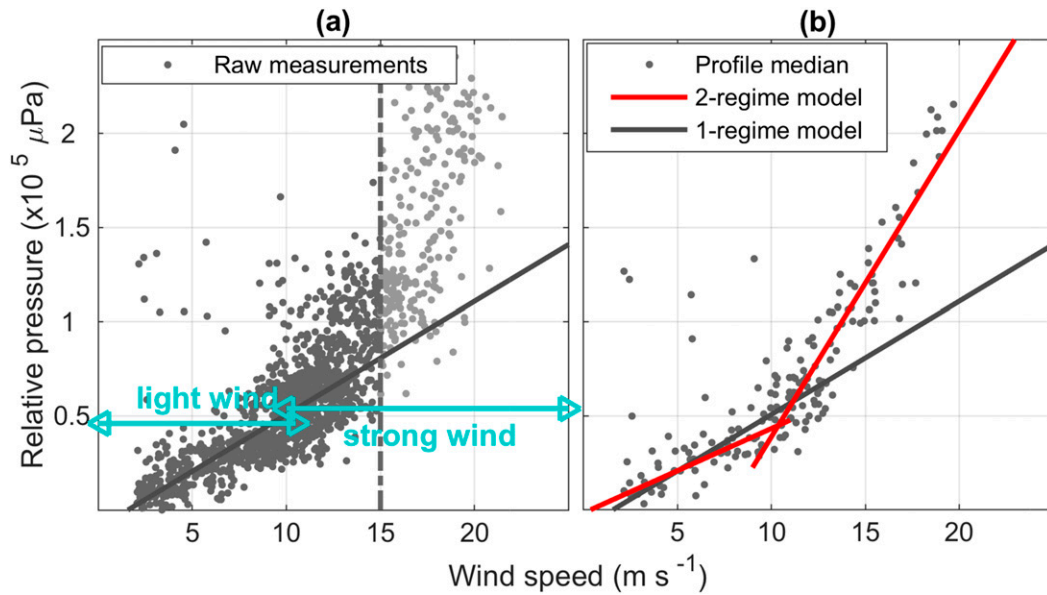 (a)
(b)
Raw measurements
Profile median
2-regime model
1-regime model
Relative pressure (x10 ⁵ μPa)
2
1.5
1
0.5
light wind
strong wind
5
10
15
20
5
10
15
20
Wind speed (m s ⁻¹)